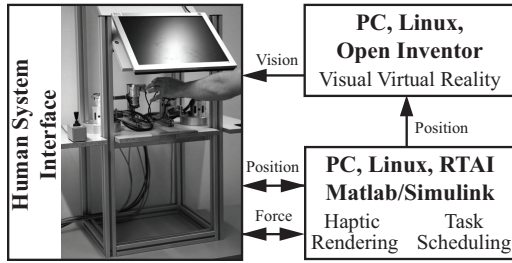 Human System
Interface
Vision
Position
Force
PC, Linux,
Open Inventor
Visual Virtual Reality
Position
PC, Linux, RTAI
Matlab/Simulink
Haptic
Rendering
Task
Scheduling